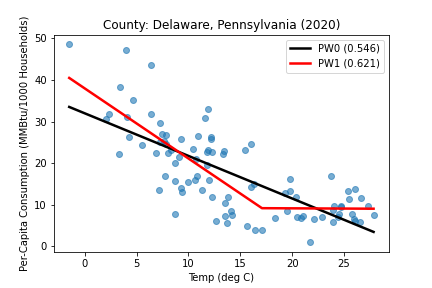 County: Delaware, Pennsylvania (2020)
Per-Capita Consumption (MMBtu/1000 Households)
50
40
30
20
10
0
PW0 (0.546)
PW1 (0.621)
0 5 10 15 20 25
Temp (deg C)